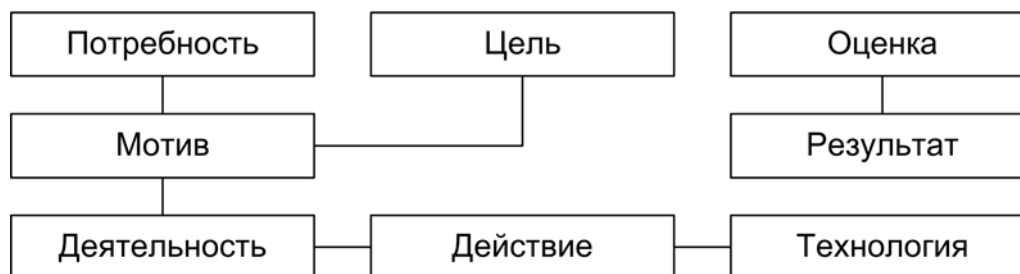 Потребность
Цель
Оценка
Мотив
Результат
Деятельность
Действие
Технология